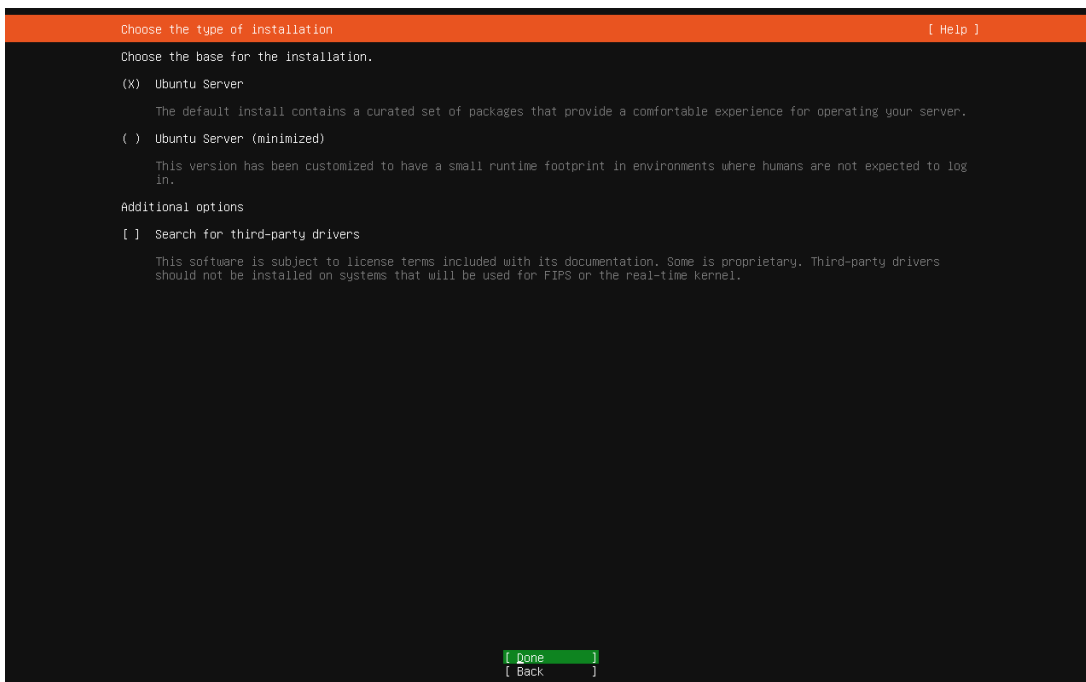 Choose the type of installation [ Help ]
Choose the base for the installation.
(X) Ubuntu Server
The default install contains a curated set of packages that provide a comfortable experience for operating your server.
( ) Ubuntu Server (minimized)
This version has been customized to have a small runtime footprint in environments where humans are not expected to log
in.
Additional options
[ ] Search for third-party drivers
This software is subject to license terms included with its documentation. Some is proprietary. Third-party drivers
should not be installed on systems that will be used for FIPS or the real-time kernel.
[ Done ]
[ Back ]